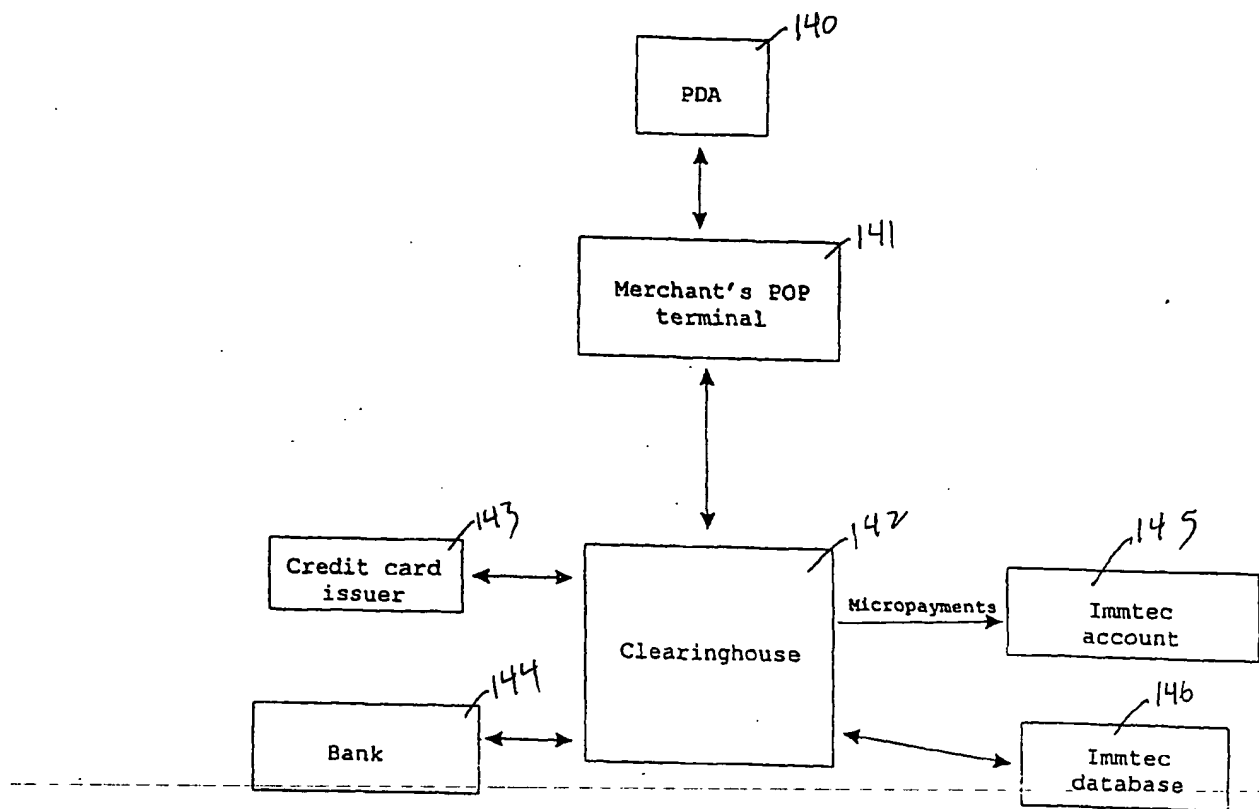 140
PDA
141
Merchant's POP
terminal
143
Credit card
issuer
142
Clearinghouse
Micropayments
145
Immtec
account
144
Bank
146
Immtec
database